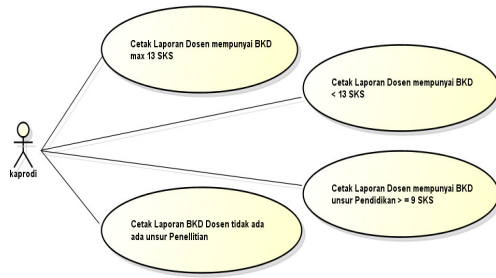 Cetak Laporan Dosen mempunyai BKD
max 13 SKS
Cetak Laporan Dosen mempunyai BKD
< 13 SKS
kaprodi
Cetak Laporan Dosen mempunyai BKD
unsur Pendidikan > = 9 SKS
Cetak Laporan BKD Dosen tidak ada
ada unsur Penellitian